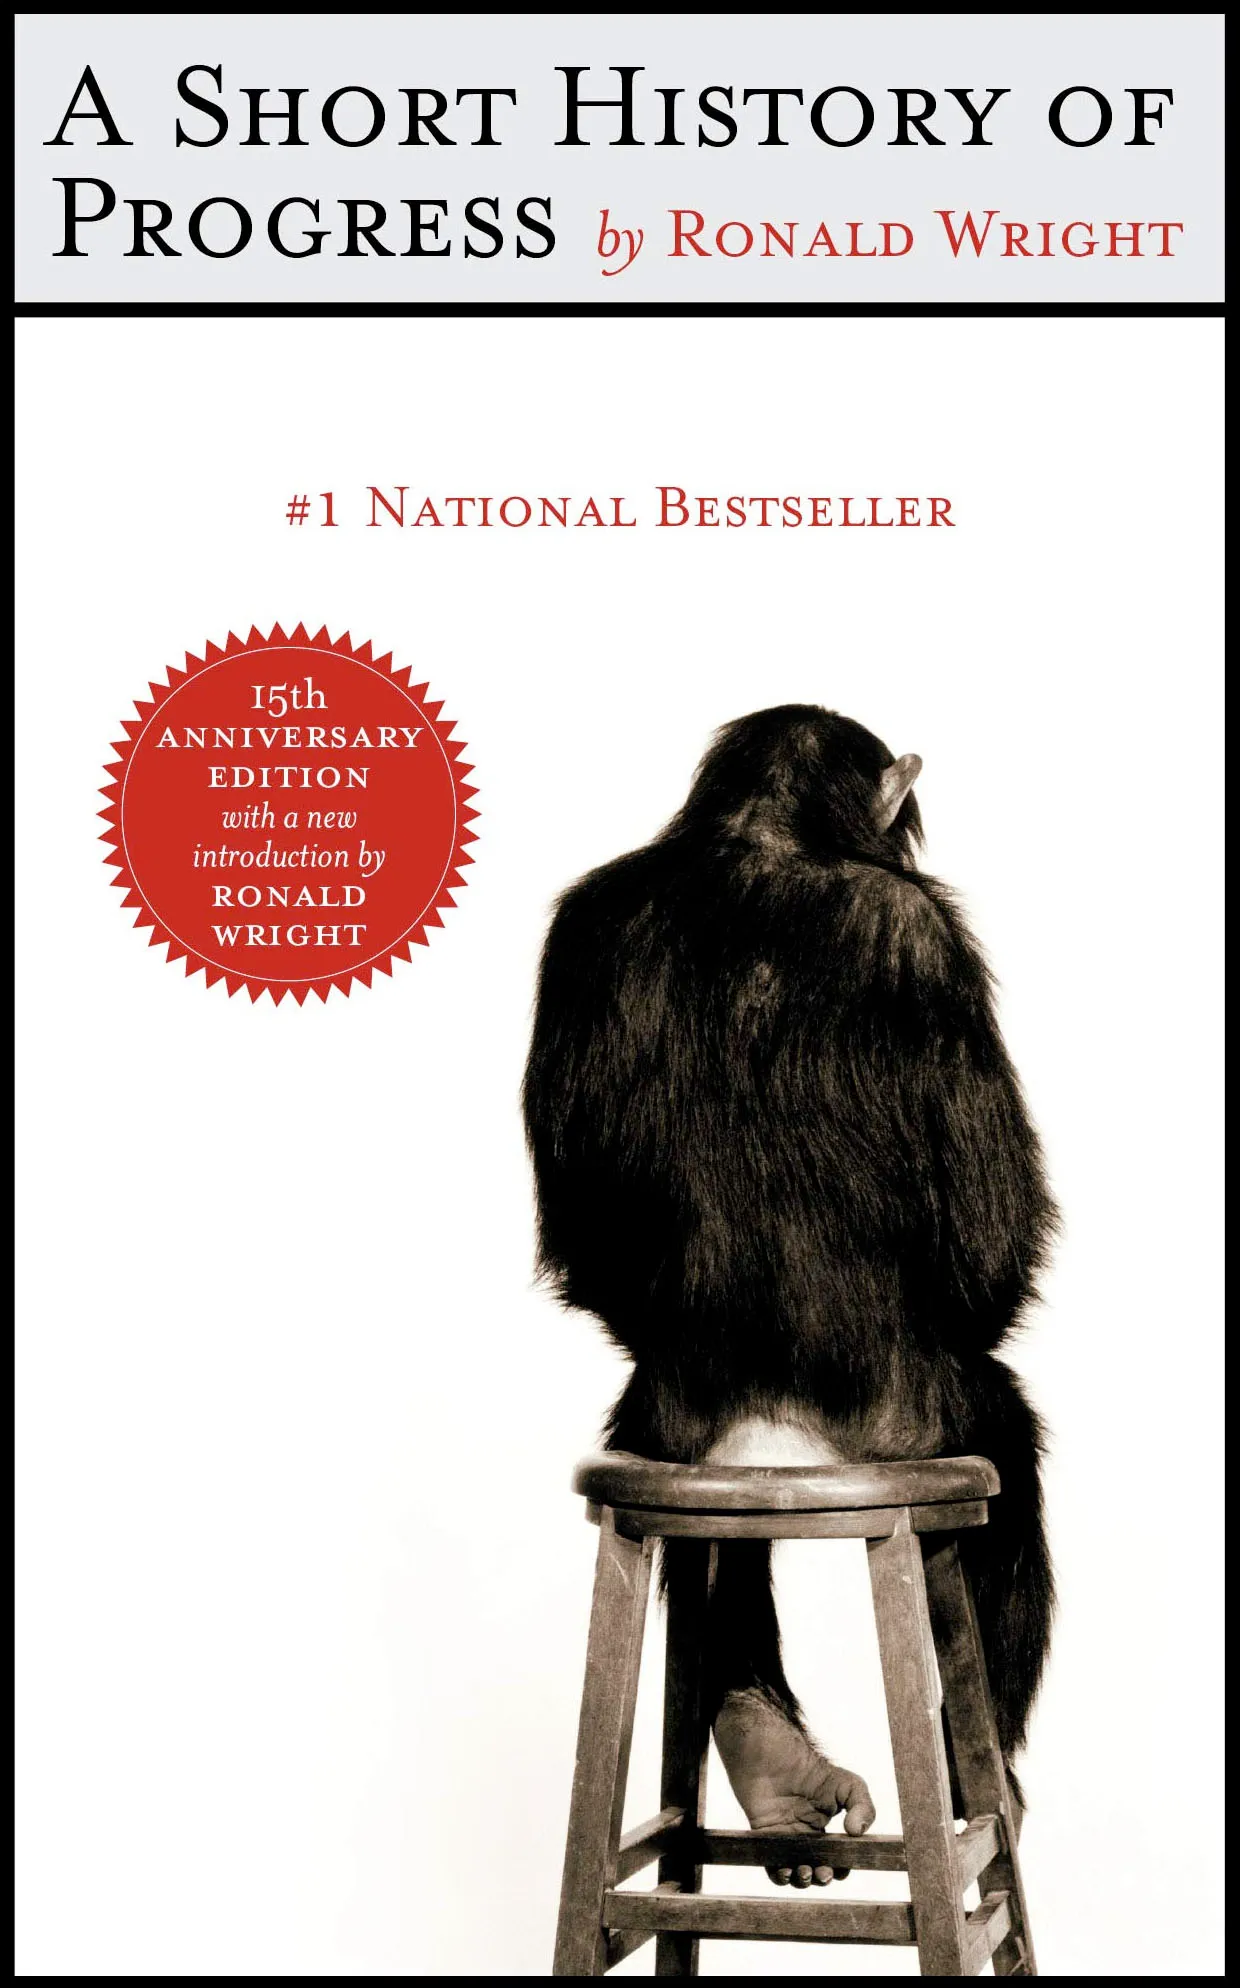 A Short History of
Progress by Ronald Wright
#1 National Bestseller
15th
ANNIVERSARY
EDITION
with a new
introduction by
RONALD
WRIGHT